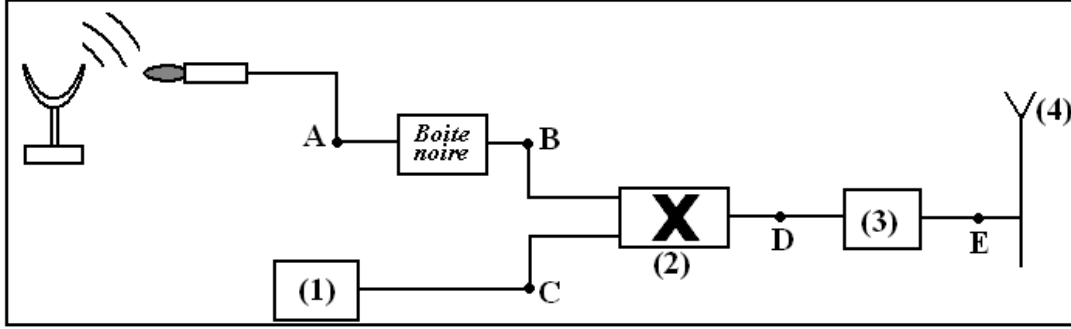 (4)
A
Boite
noire
B
X
D
(3)
E
(2)
(1)
C